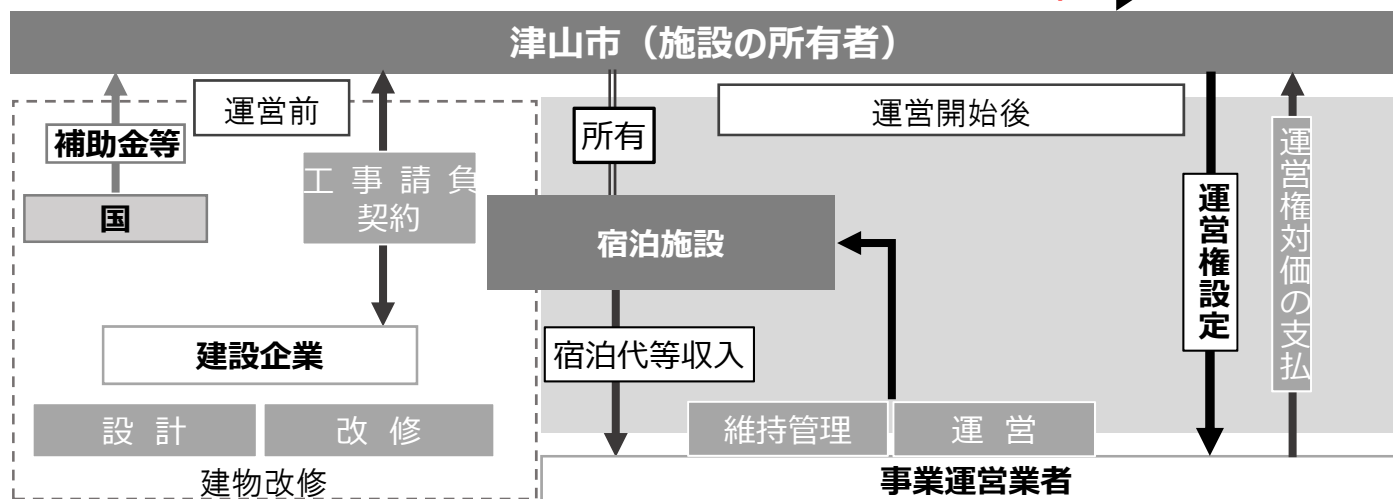 津山市（施設の所有者）
運営前
補助金等
国
工事請負
契約
建設企業
設計
改修
建物改修
所有
運営開始後
宿泊施設
宿泊代等収入
維持管理
運営
運営権設定
運営権対価の支払
事業運営業者